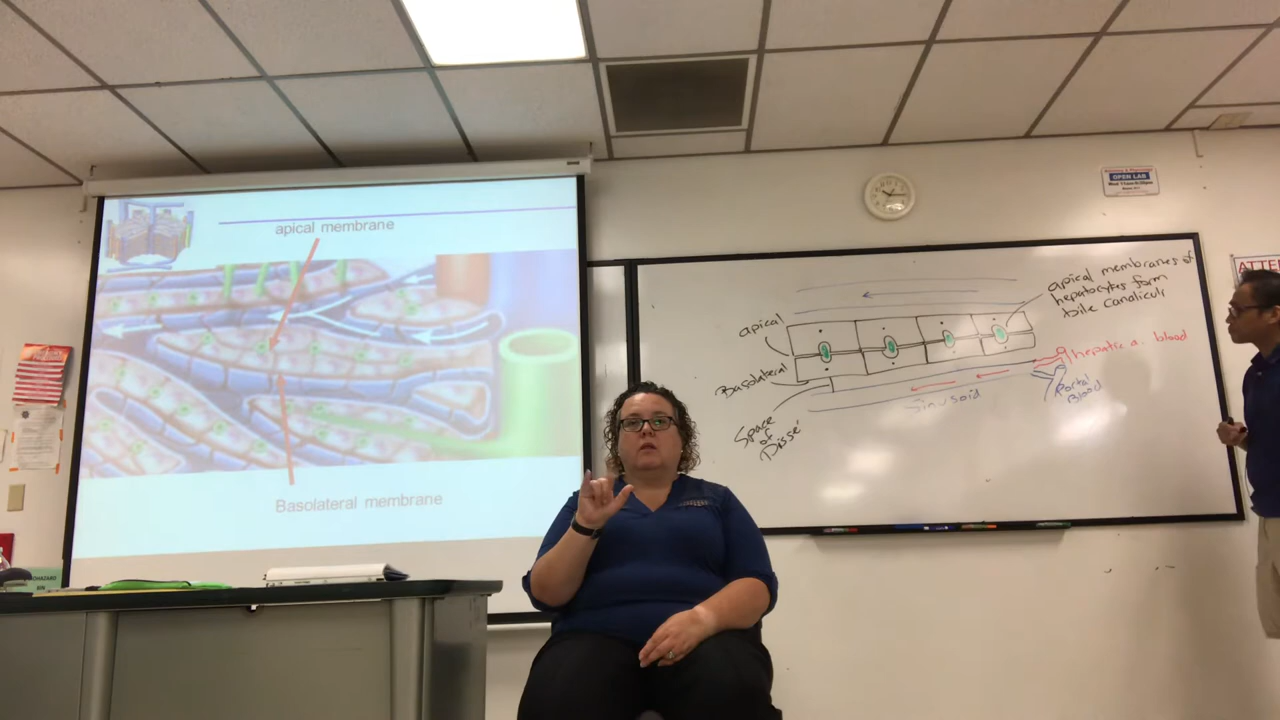 apical membrane
Basolateral membrane
apical
Basolateral
Space
of
Disse'
Sinusoid
apical membranes of
hepatocytes form
bile canaliculi
hepatic a. blood
Portal
Blood
OPEN LAB
ATTE